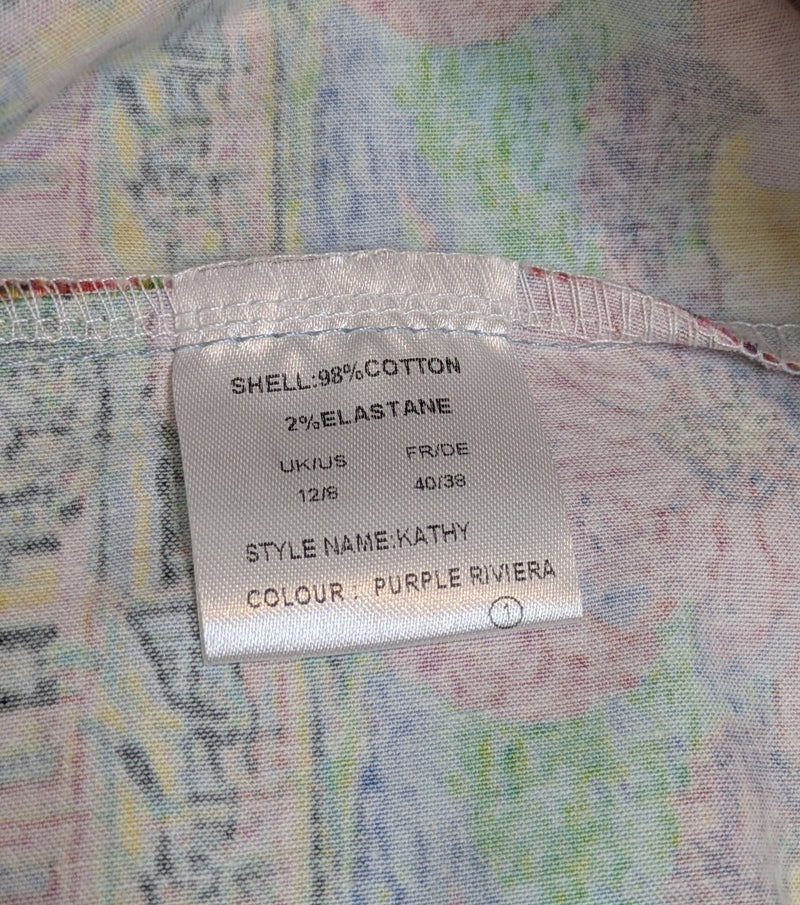 SHELL:98%COTTON
2%ELASTANE
UK/US FR/DE
12/8 40/38
STYLE NAME:KATHY
COLOUR : PURPLE RIVIERA
1